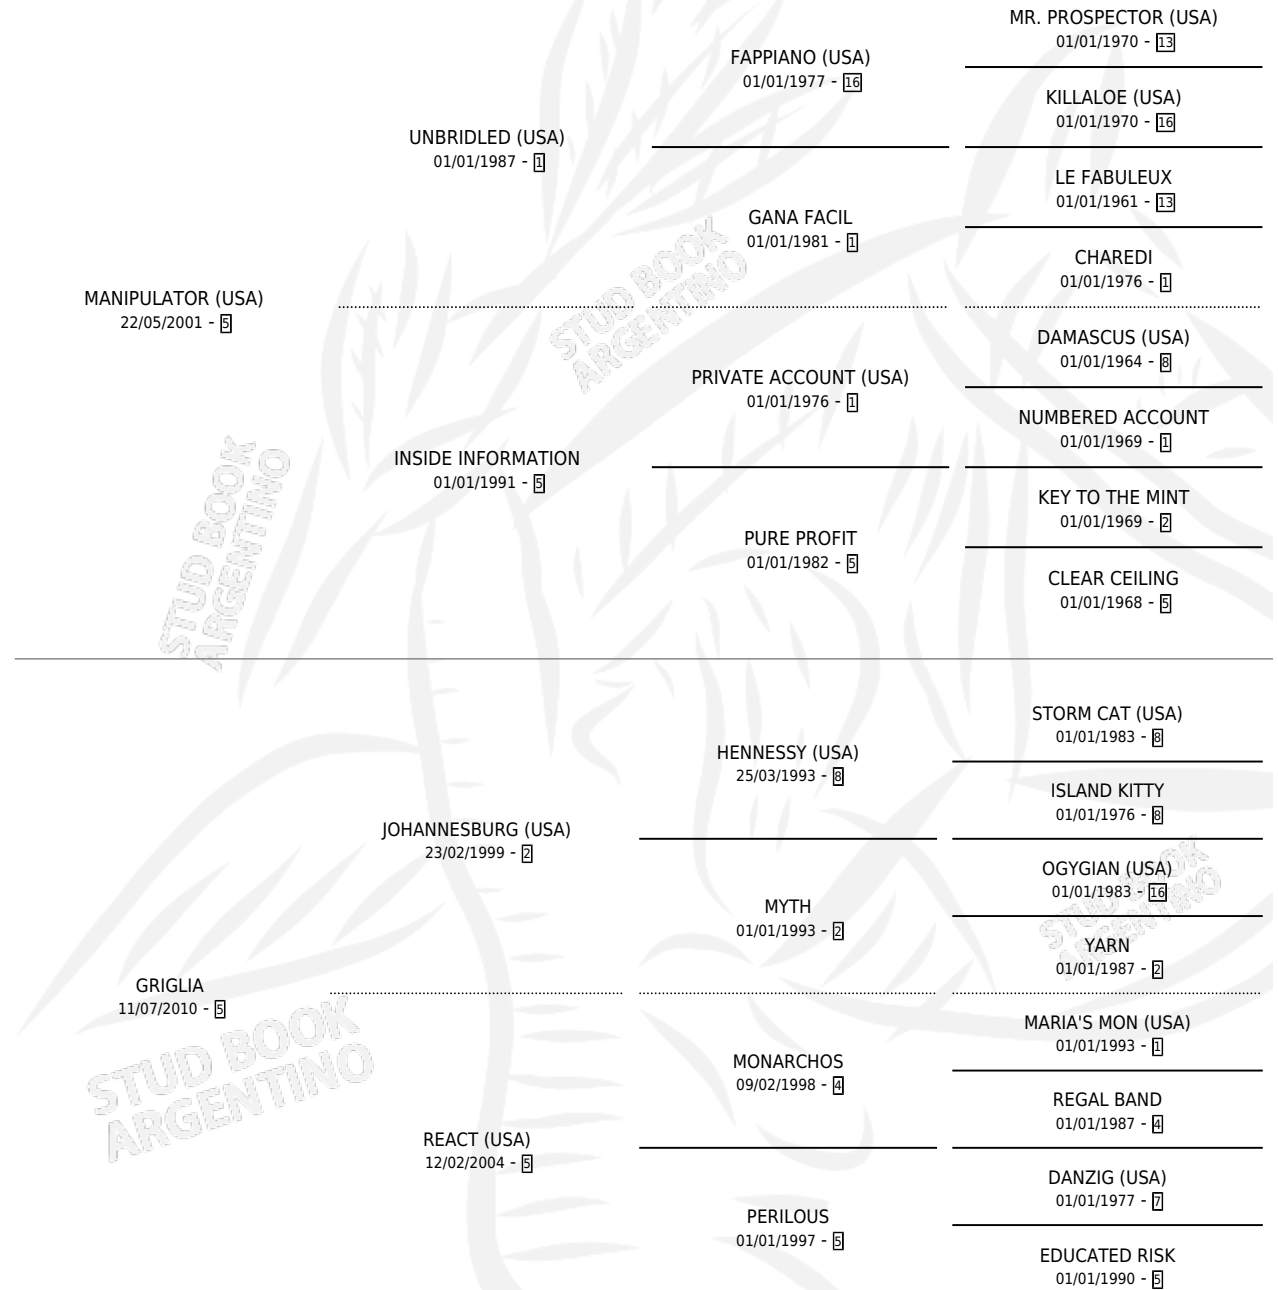 MR. PROSPECTOR (USA)
01/01/1970 - 13
FAPPIANO (USA)
01/01/1977 - 16
KILLALOE (USA)
01/01/1970 - 16
UNBRIDLED (USA)
01/01/1987 - 1
LE FABULEUX
01/01/1961 - 13
GANA FACIL
01/01/1981 - 1
CHAREDI
01/01/1976 - 1
MANIPULATOR (USA)
22/05/2001 - 5
DAMASCUS (USA)
01/01/1964 - 8
PRIVATE ACCOUNT (USA)
01/01/1976 - 1
NUMBERED ACCOUNT
01/01/1969 - 1
INSIDE INFORMATION
01/01/1991 - 5
KEY TO THE MINT
01/01/1969 - 2
PURE PROFIT
01/01/1982 - 5
CLEAR CEILING
01/01/1968 - 5
STORM CAT (USA)
01/01/1983 - 8
HENNESSY (USA)
25/03/1993 - 8
ISLAND KITTY
01/01/1976 - 8
JOHANNESBURG (USA)
23/02/1999 - 2
OGYGIAN (USA)
01/01/1983 - 16
MYTH
01/01/1993 - 2
YARN
01/01/1987 - 2
GRIGLIA
11/07/2010 - 5
MARIA'S MON (USA)
01/01/1993 - 1
MONARCHOS
09/02/1998 - 4
REGAL BAND
01/01/1987 - 4
REACT (USA)
12/02/2004 - 5
DANZIG (USA)
01/01/1977 - 7
PERILOUS
01/01/1997 - 5
EDUCATED RISK
01/01/1990 - 5
STUD BOOK
ARGENTINO
STUD BOOK
ARGENTINO
STUD BOOK
ARGENTINO
STUD BOOK
ARGENTINO